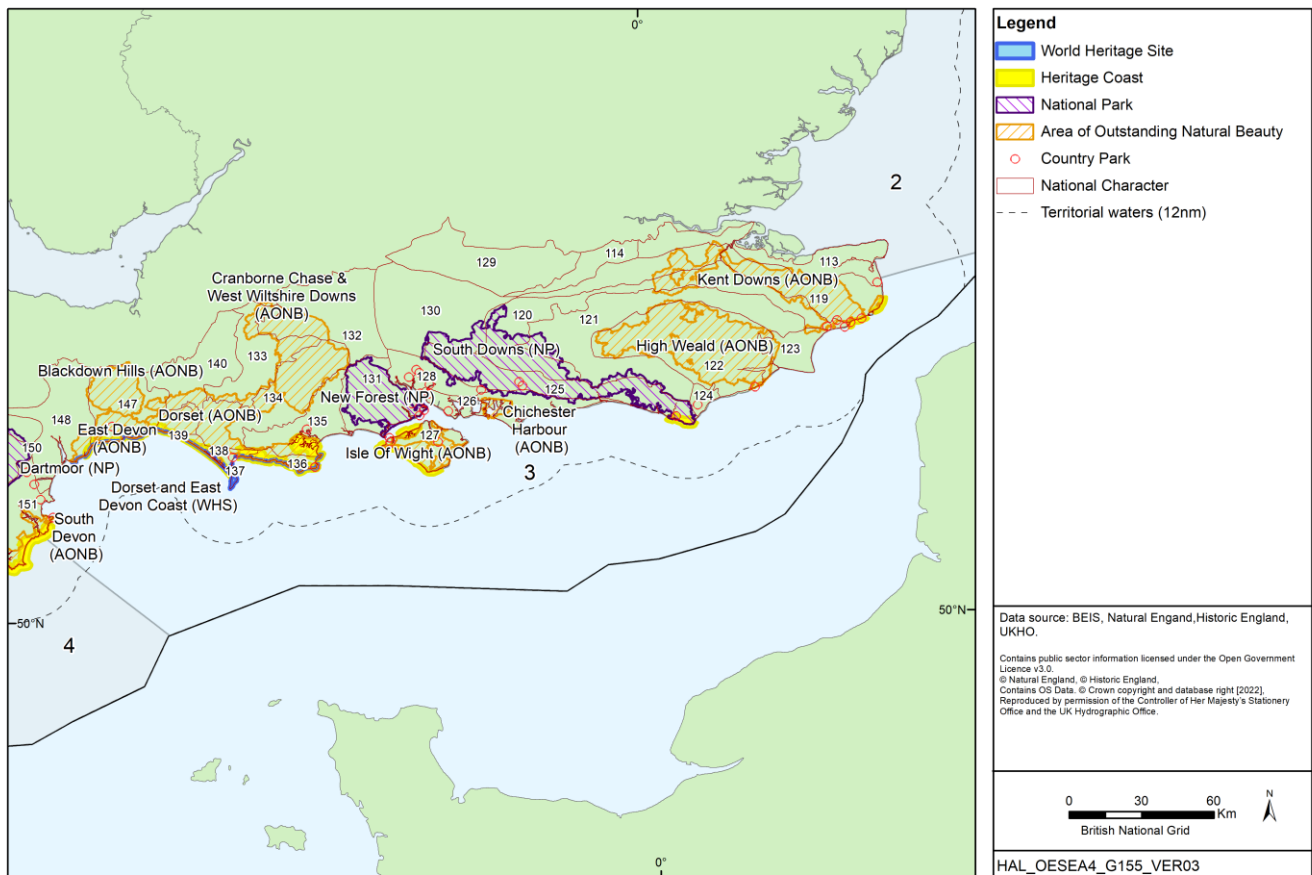 0°
2
129
114
113
Cranborne Chase &
West Wiltshire Downs
(AONB)
Kent Downs (AONB)
119
130
120
121
132
140
133
South Downs (NP)
High Weald (AONB)
123
122
Blackdown Hills (AONB)
147
134
131
128
New Forest (NP)
125
124
126
Chichester
Harbour
(AONB)
148
Dorset (AONB)
135
East Devon
(AONB)
139
138
127
Isle Of Wight (AONB)
150
Dartmoor (NP)
136
137
3
Dorset and East
Devon Coast (WHS)
151
South
Devon
(AONB)
50°N
50°N
4
0°
Legend
World Heritage Site
Heritage Coast
National Park
Area of Outstanding Natural Beauty
Country Park
National Character
Territorial waters (12nm)
Data source: BEIS, Natural Engand,Historic England,
UKHO.
Contains public sector information licensed under the Open Government
Licence v3.0.
© Natural England, © Historic England,
Contains OS Data. © Crown copyright and database right [2022],
Reproduced by permission of the Controller of Her Majesty's Stationery
Office and the UK Hydrographic Office.
0 30 60
Km
N
British National Grid
HAL_OESEA4_G155_VER03